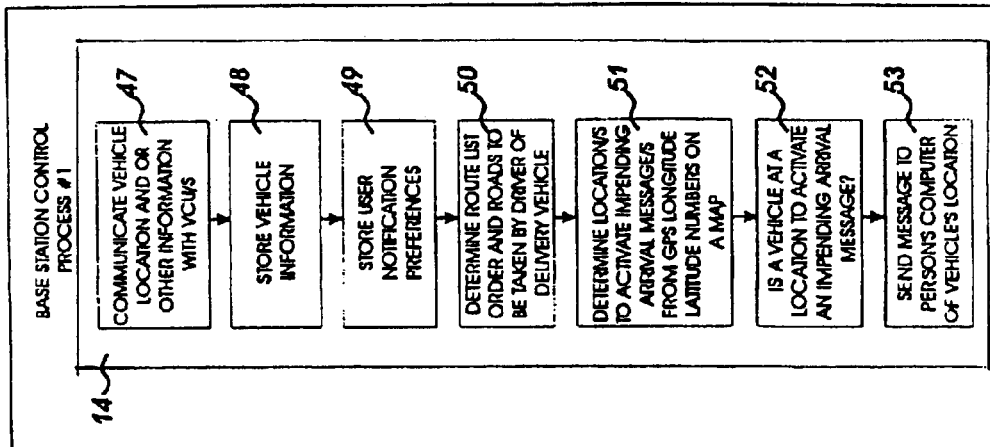 BASE STATION CONTROL
PROCESS #1
14
COMMUNICATE VEHICLE
LOCATION AND OR
OTHER INFORMATION
WITH VCU/S
47
STORE VEHICLE
INFORMATION
48
STORE USER
NOTIFICATION
PREFERENCES
49
DETERMINE ROUTE LIST
ORDER AND ROADS TO
BE TAKEN BY DRIVER OF
DELIVERY VEHICLE
50
DETERMINE LOCATION/S
TO ACTIVATE IMPENDING
ARRIVAL MESSAGE/S
FROM GPS LONGITUDE
LATITUDE NUMBERS ON
A MAP
51
IS A VEHICLE AT A
LOCATION TO ACTIVATE
AN IMPENDING ARRIVAL
MESSAGE?
52
SEND MESSAGE TO
PERSON'S COMPUTER
OF VEHICLE'S LOCATION
53